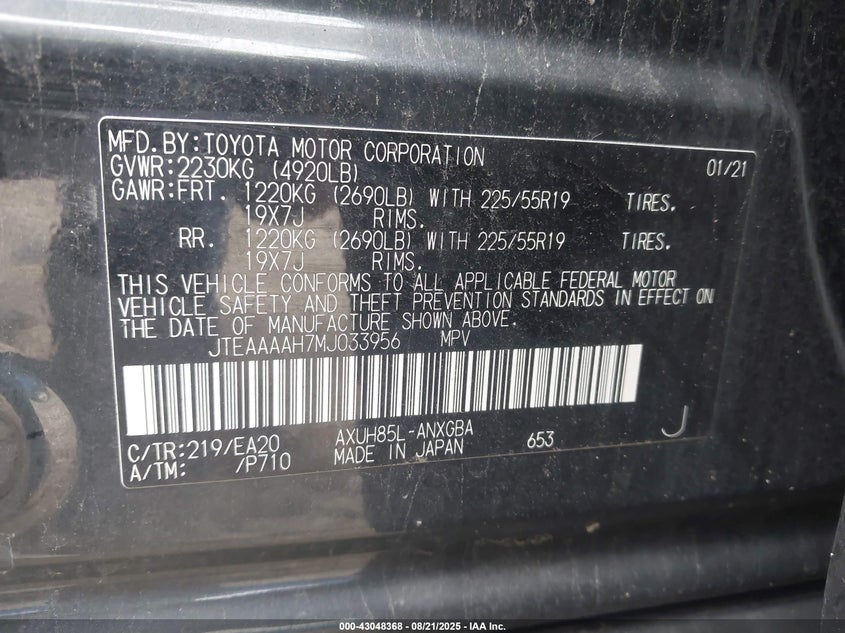 MFD.BY:TOYOTA MOTOR CORPORATION 01/21
GVWR:2230KG (4920LB)
GAWR:FRT. 1220KG (2690LB) WITH 225/55R19 TIRES.
19X7J RIMS.
RR. 1220KG (2690LB) WITH 225/55R19 TIRES.
19X7J RIMS.
THIS VEHICLE CONFORMS TO ALL APPLICABLE FEDERAL MOTOR
VEHICLE SAFETY AND THEFT PREVENTION STANDARDS IN EFFECT ON
THE DATE OF MANUFACTURE SHOWN ABOVE.
JTEAAAAH7MJ033956 MPV
C/TR:219/EA20 AXUH85L-ANXGBA 653 J
A/TM: /P710 MADE IN JAPAN
000-43048368 - 08/21/2025 - IAA Inc.